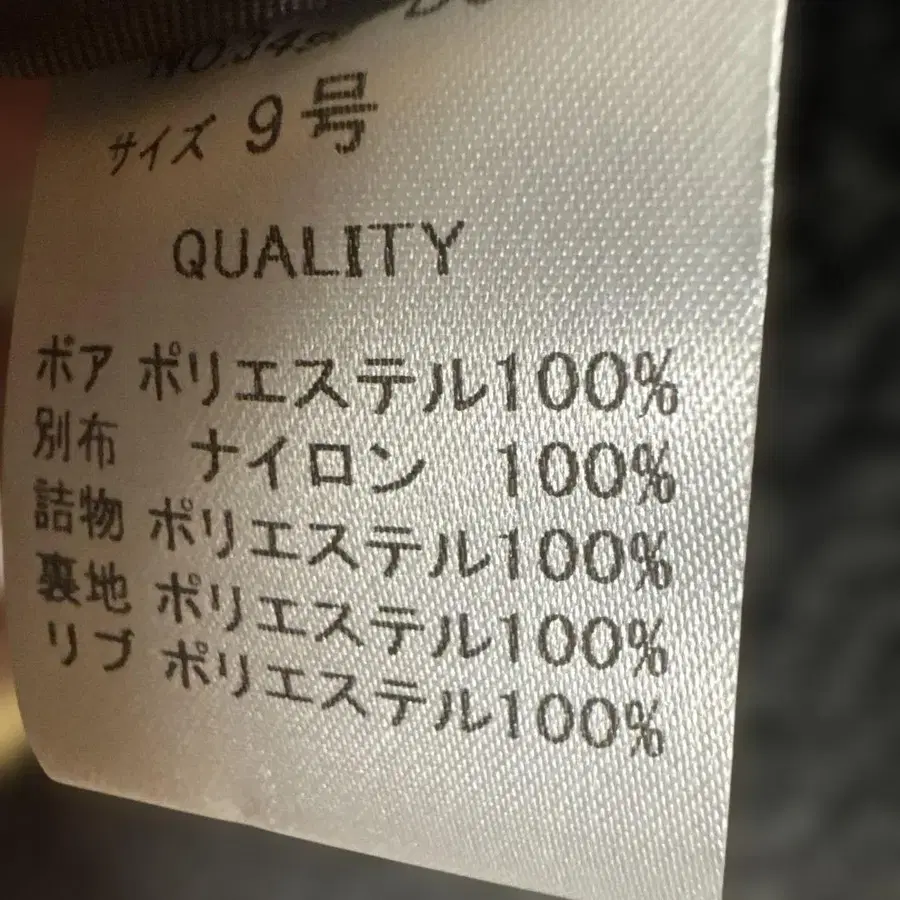 サイズ 9号
QUALITY
ボア ポリエステル100%
別布 ナイロン 100%
詰物 ポリエステル100%
裏地 ポリエステル100%
リブ ポリエステル100%